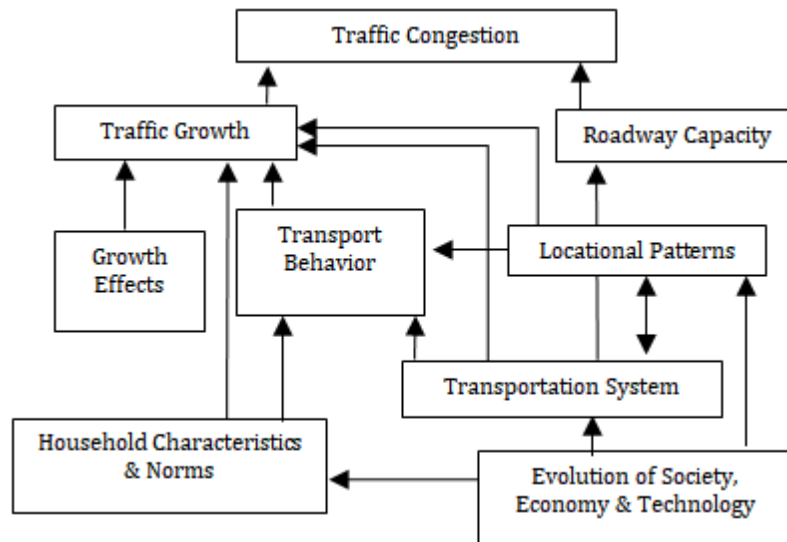 Traffic Congestion
Traffic Growth
Roadway Capacity
Transport
Behavior
Growth
Effects
Locational Patterns
Transportation System
Household Characteristics
& Norms
Evolution of Society,
Economy & Technology